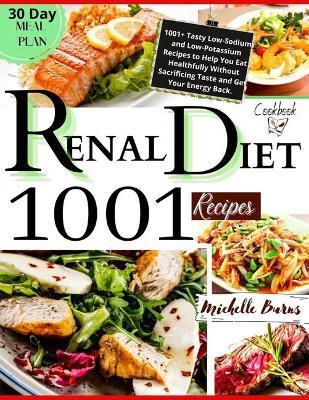 30 Day
MEAL
PLAN
1001+ Tasty Low-Sodium
and Low-Potassium
Recipes to Help You Eat
Healthfully Without
Sacrificing Taste and Get
Your Energy Back.
Cookbook
RENAL DIET
1001
Recipes
Michelle Burns